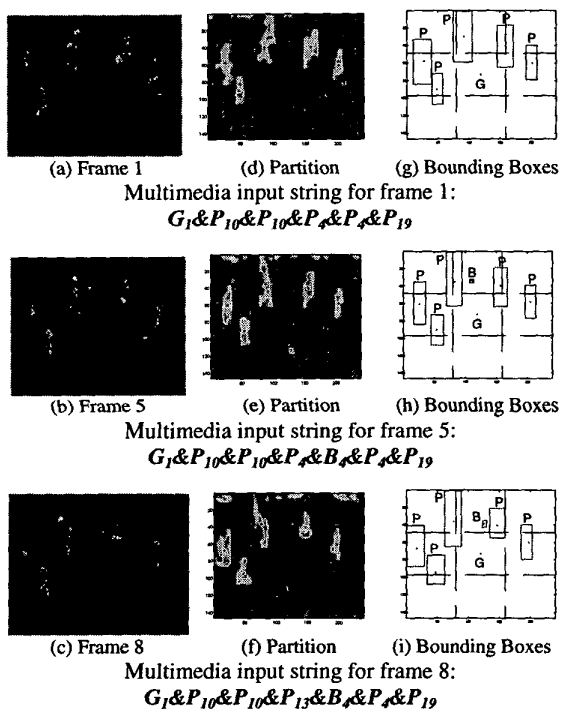 P P P P P G
(a) Frame 1 (d) Partition (g) Bounding Boxes
Multimedia input string for frame 1:
G1&P10&P10&P4&P4&P19
P B P P P P G
(b) Frame 5 (e) Partition (h) Bounding Boxes
Multimedia input string for frame 5:
G1&P10&P10&P4&B4&P4&P19
P B P P P P G
(c) Frame 8 (f) Partition (i) Bounding Boxes
Multimedia input string for frame 8:
G1&P10&P10&P13&B4&P4&P19